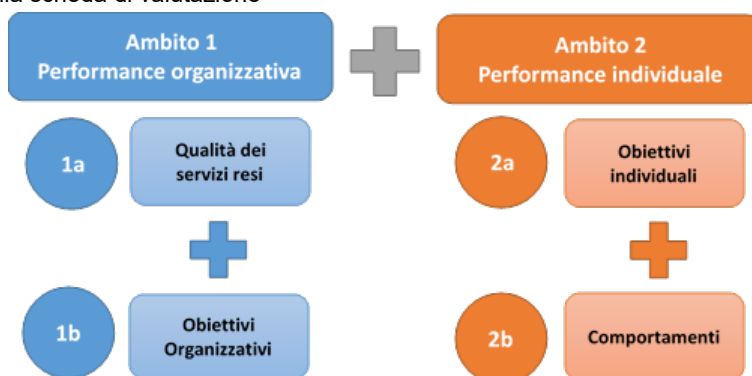 scheda di valutazione
Ambito 1
Performance organizzativa
Ambito 2
Performance individuale
1a
Qualità dei
servizi resi
2a
Obiettivi
individuali
1b
Obiettivi
Organizzativi
2b
Comportamenti